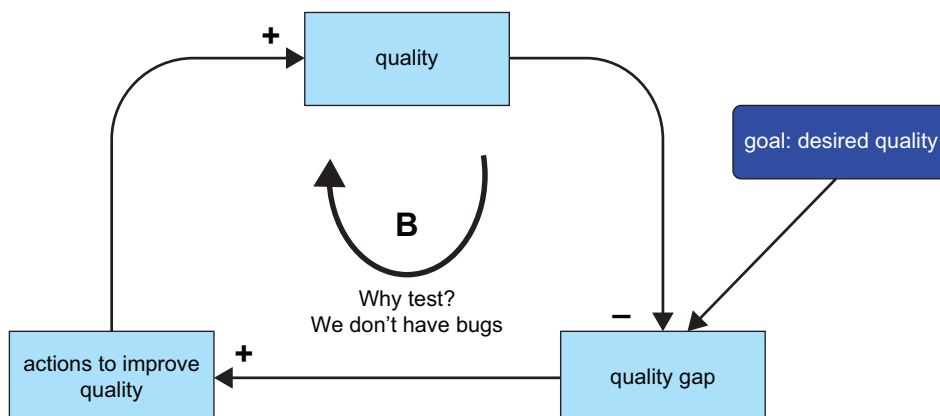 +
quality
goal: desired quality
B
Why test?
We don't have bugs
–
actions to improve
quality
+
quality gap